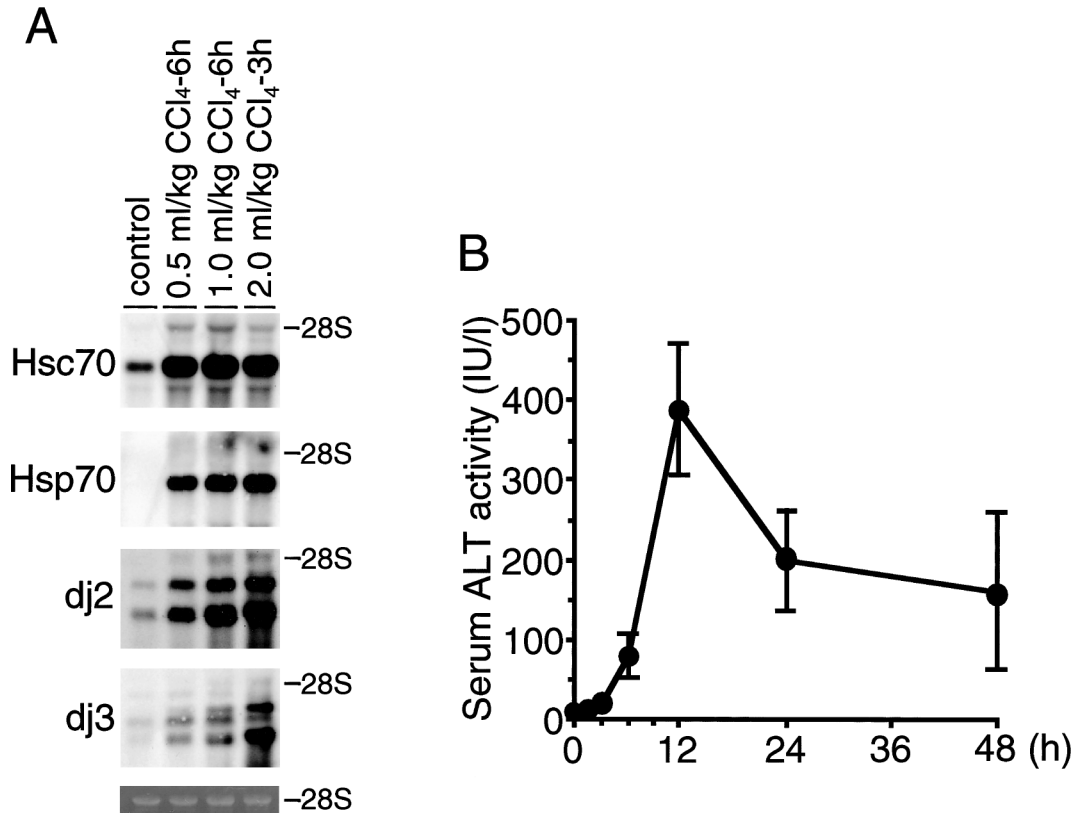 A
control
0.5 ml/kg CCl4-6h
1.0 ml/kg CCl4-6h
2.0 ml/kg CCl4-3h
Hsc70
–28S
Hsp70
–28S
dj2
–28S
dj3
–28S
–28S
B
Serum ALT activity (IU/l)
500
400
300
200
100
0
0 12 24 36 48 (h)